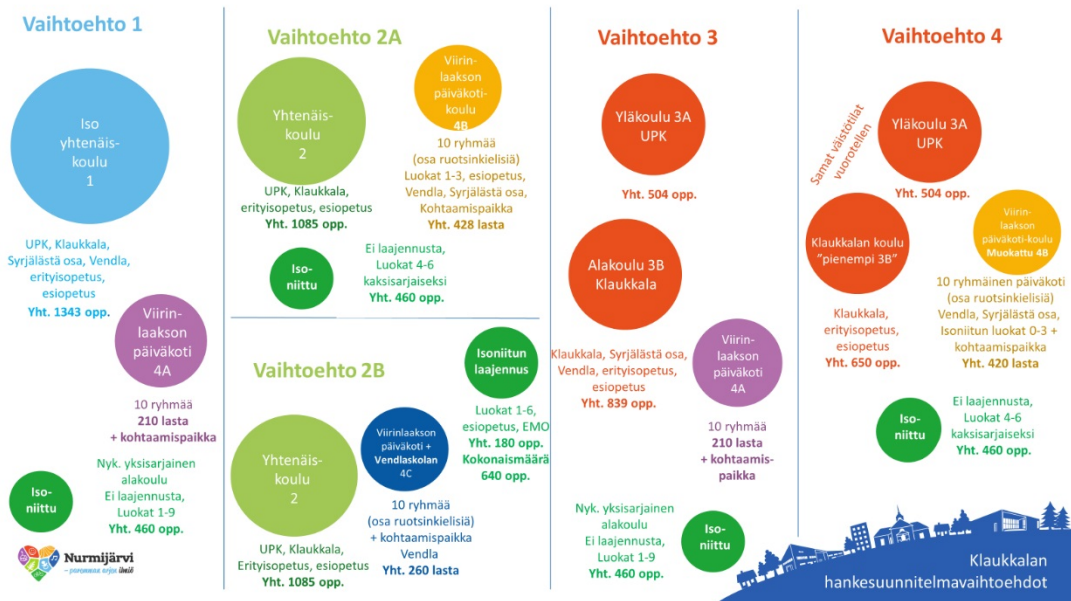 Vaihtoehto 1
Iso
yhtenäis-
koulu
1
UPK, Klaukkala,
Syrjälästä osa, Vendla,
erityisopetus,
esiopetus
Yht. 1343 opp.
Viirin-
laakson
päiväkoti
4A
10 ryhmää
210 lasta
+ kohtaamispaikka
Iso-
niittu
Nyk. yksisarjainen
alakoulu
Ei laajennusta,
Luokat 1-9
Yht. 460 opp.
Nurmijärvi
– parannax arjen ilmiö
Vaihtoehto 2A
Yhtenäis-
koulu
2
UPK, Klaukkala,
erityisopetus, esiopetus
Yht. 1085 opp.
Viirin-
laakson
päiväkoti-
koulu
4B
10 ryhmää
(osa ruotsinkielisiä)
Luokat 1-3, esiopetus,
Vendla, Syrjälästä osa,
Kohtaamispaikka
Yht. 428 lasta
Iso-
niittu
Ei laajennusta,
Luokat 4-6
kaksisarjaiseksi
Yht. 460 opp.
Vaihtoehto 2B
Yhtenäis-
koulu
2
UPK, Klaukkala,
Erityisopetus, esiopetus
Yht. 1085 opp.
Viirinlaakson
päiväkoti +
Vendlaskolan
4C
10 ryhmää
(osa ruotsinkielisiä)
+ kohtaamispaikka
Vendla
Yht. 260 lasta
Isoniitun
laajennus
Luokat 1-6,
esiopetus, EMO
Yht. 180 opp.
Kokonaismäärä
640 opp.
Vaihtoehto 3
Yläkoulu 3A
UPK
Yht. 504 opp.
Alakoulu 3B
Klaukkala
Klaukkala, Syrjälästä osa,
Vendla, erityisopetus,
esiopetus
Yht. 839 opp.
Viirin-
laakson
päiväkoti
4A
10 ryhmää
210 lasta
+ kohtaamis-
paikka
Nyk. yksisarjainen
alakoulu
Ei laajennusta,
Luokat 1-9
Yht. 460 opp.
Iso-
niittu
Vaihtoehto 4
Samat väistötilat
vuorotellen
Yläkoulu 3A
UPK
Yht. 504 opp.
Klaukkalan koulu
"pienempi 3B"
Klaukkala,
erityisopetus,
esiopetus
Yht. 650 opp.
Viirin-
laakson
päiväkoti-koulu
Muokattu 4B
10 ryhmäinen päiväkoti
(osa ruotsinkielisiä)
Vendla, Syrjälästä osa,
Isoniitun luokat 0-3 +
kohtaamispaikka
Yht. 420 lasta
Iso-
niittu
Ei laajennusta,
Luokat 4-6
kaksisarjaiseksi
Yht. 460 opp.
Klaukkalan
hankesuunnitelmavaihtoehdot